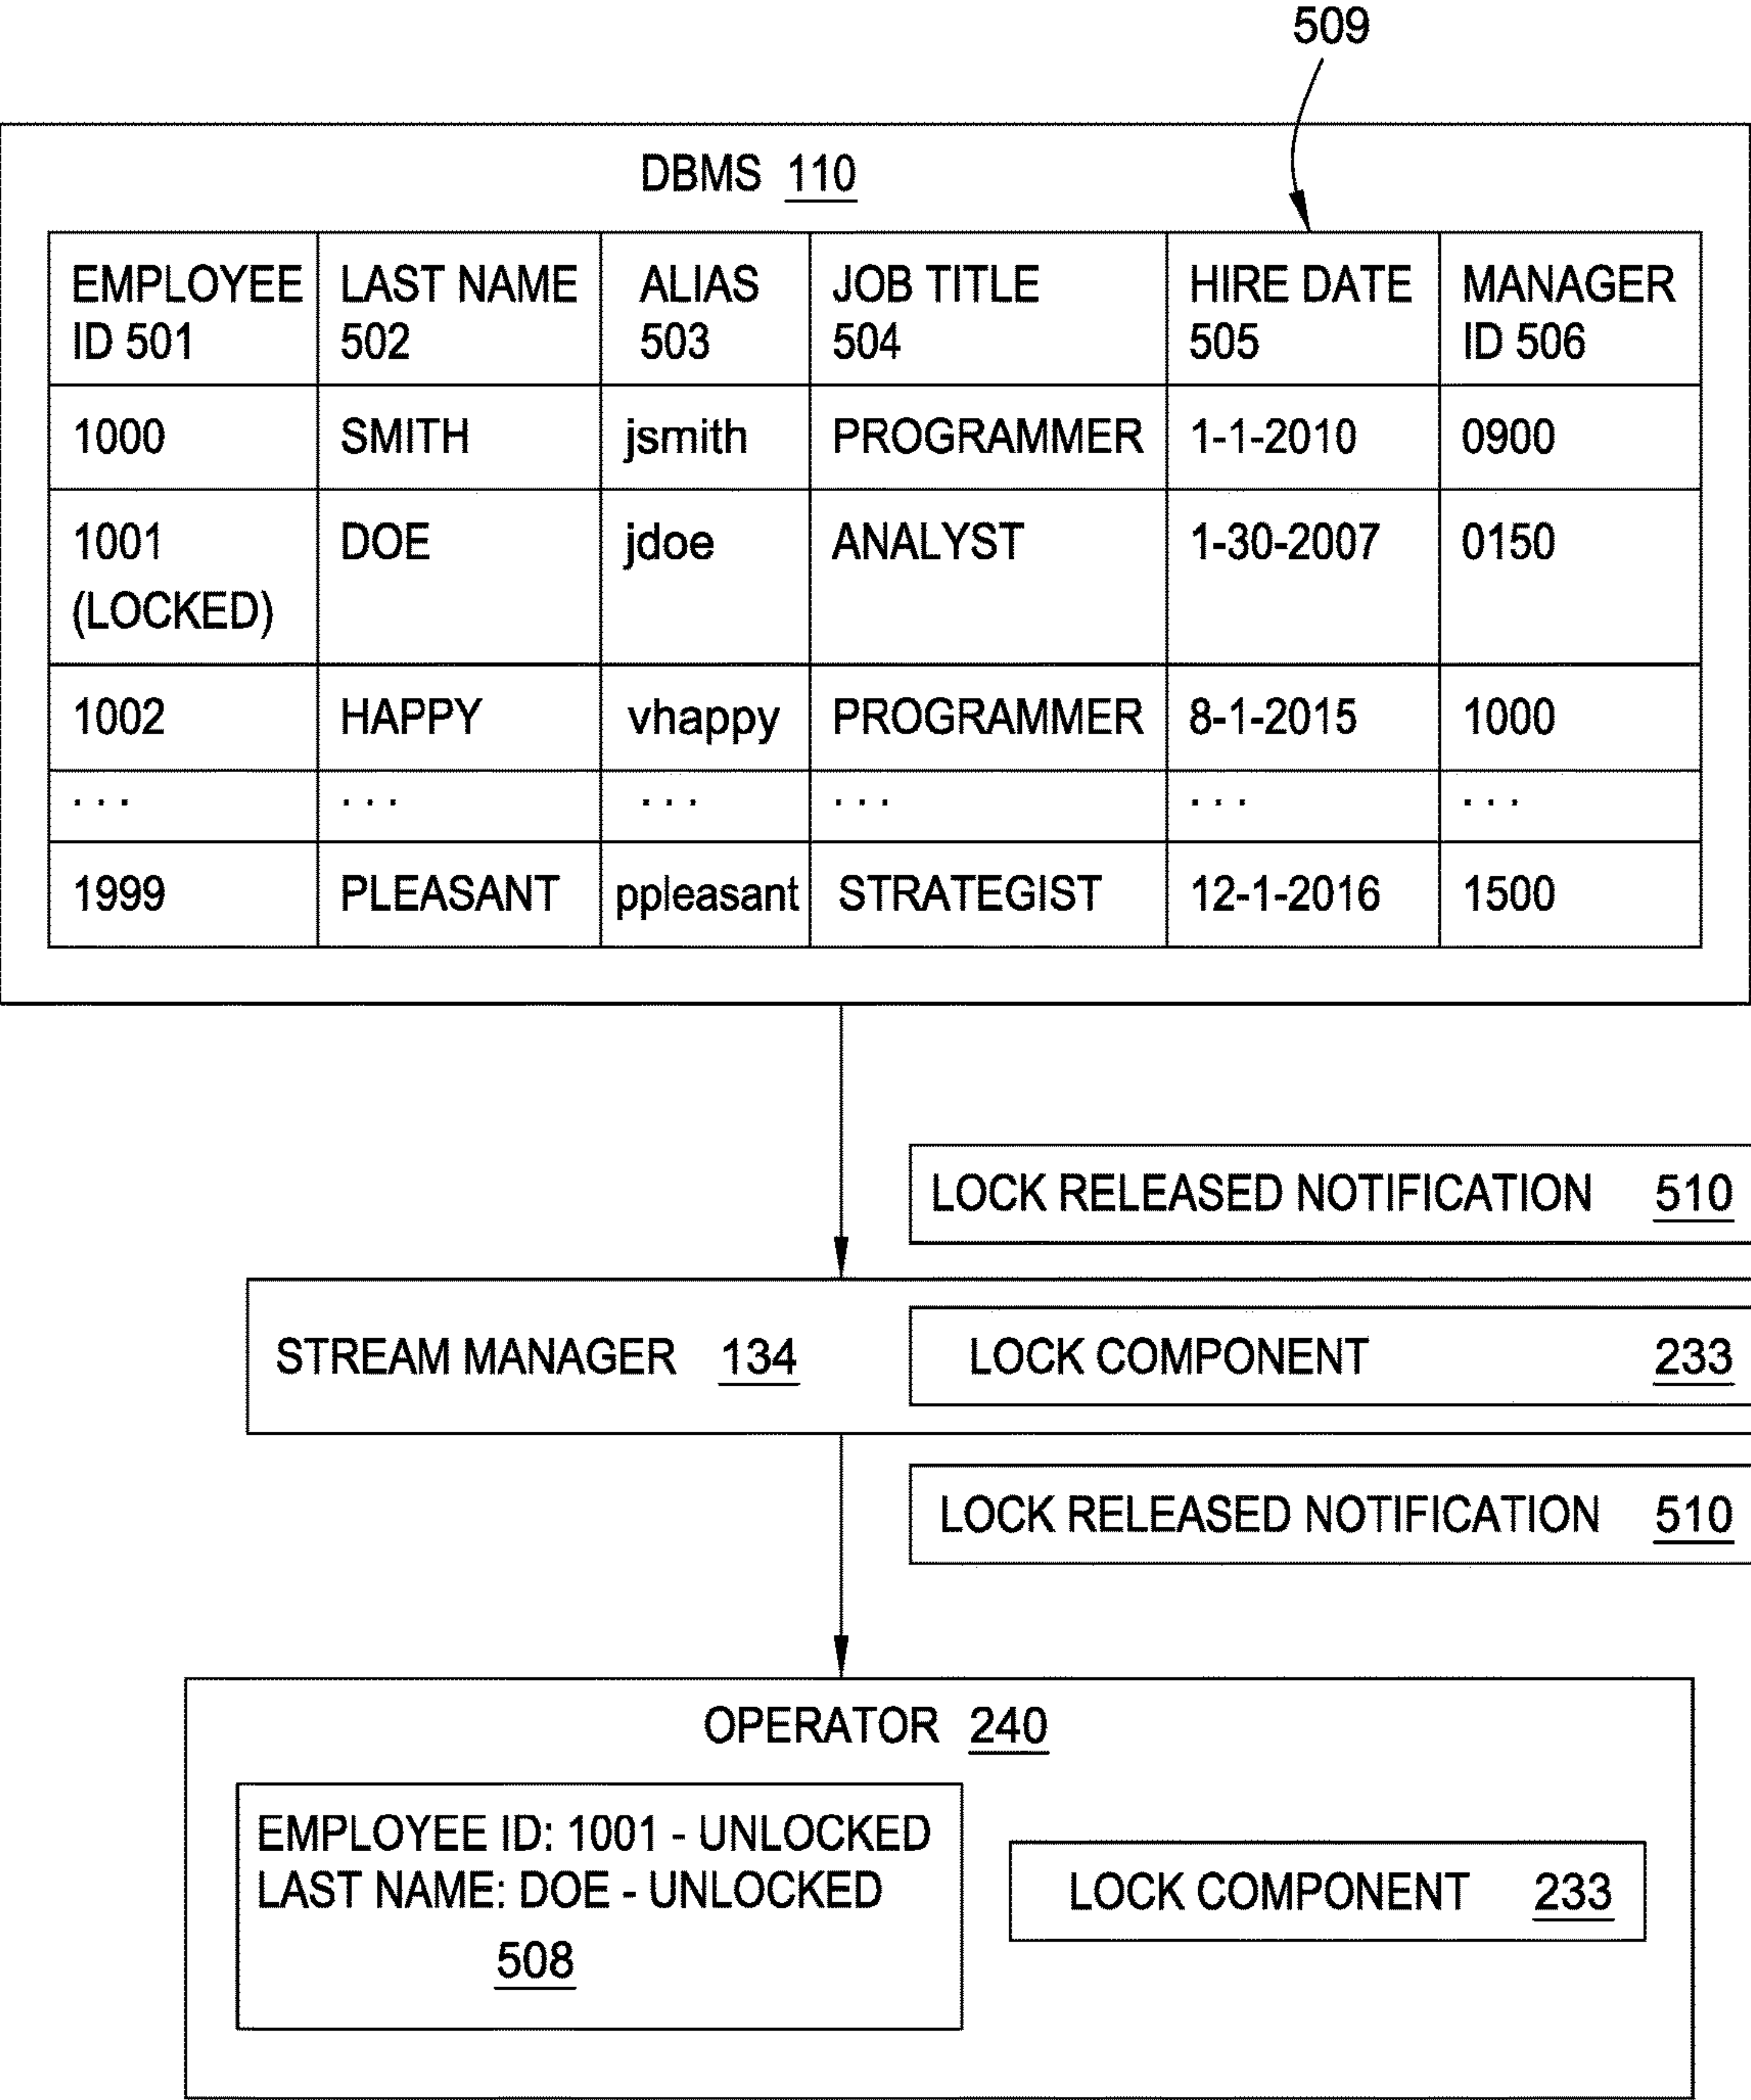 509
DBMS 110
EMPLOYEE ID 501 LAST NAME 502 ALIAS 503 JOB TITLE 504 HIRE DATE 505 MANAGER ID 506
1000 SMITH jsmith PROGRAMMER 1-1-2010 0900
1001 (LOCKED) DOE jdoe ANALYST 1-30-2007 0150
1002 HAPPY vhappy PROGRAMMER 8-1-2015 1000
... ... ... ... ... ...
1999 PLEASANT ppleasant STRATEGIST 12-1-2016 1500
LOCK RELEASED NOTIFICATION 510
STREAM MANAGER 134 LOCK COMPONENT 233
LOCK RELEASED NOTIFICATION 510
OPERATOR 240
EMPLOYEE ID: 1001 - UNLOCKED
LAST NAME: DOE - UNLOCKED
508
LOCK COMPONENT 233